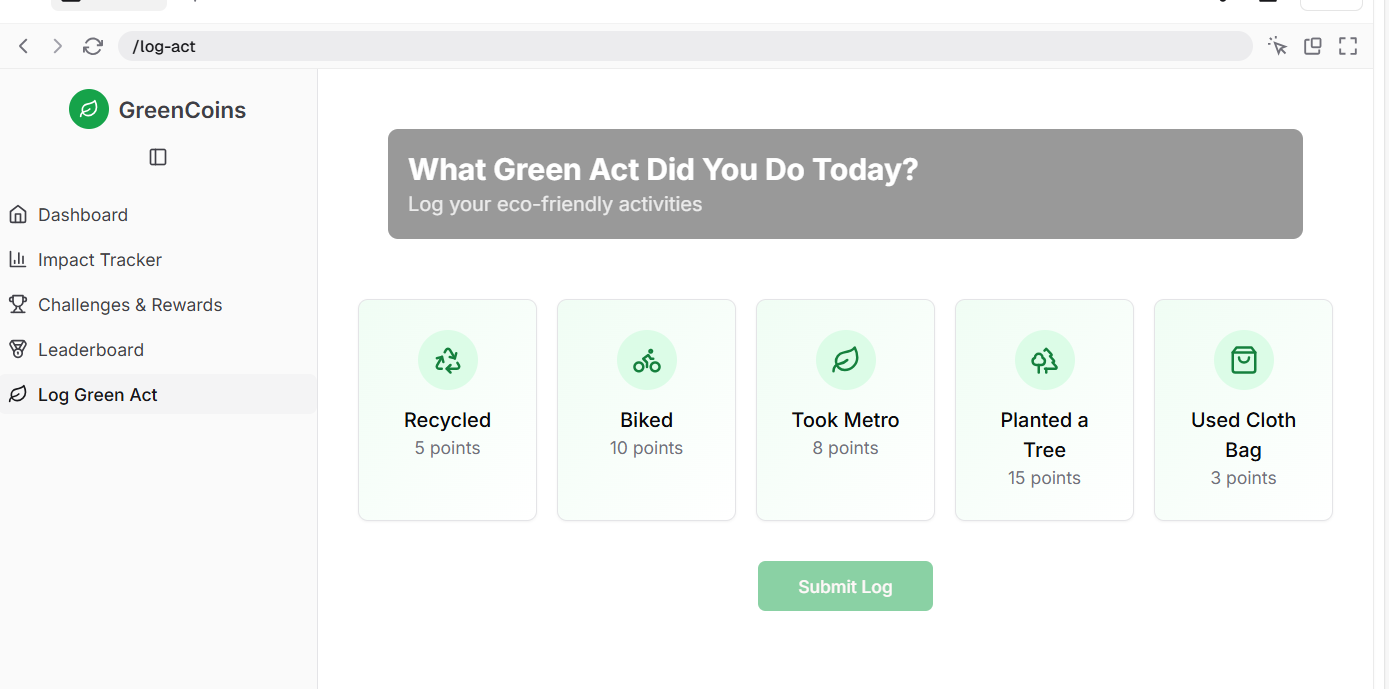 /log-act
GreenCoins
Dashboard
Impact Tracker
Challenges & Rewards
Leaderboard
Log Green Act
What Green Act Did You Do Today?
Log your eco-friendly activities
Recycled
5 points
Biked
10 points
Took Metro
8 points
Planted a
Tree
15 points
Used Cloth
Bag
3 points
Submit Log